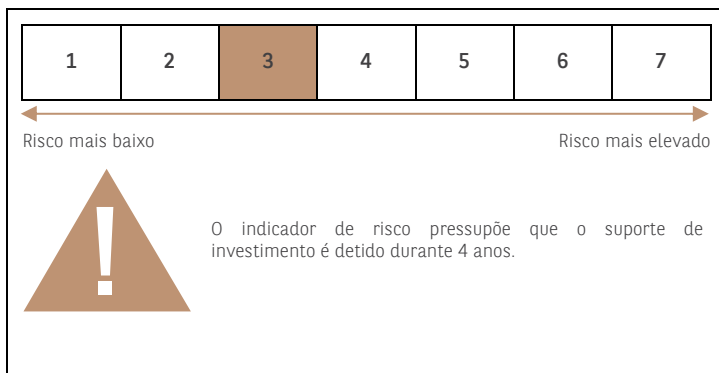 1 2 3 4 5 6 7
Risco mais baixo Risco mais elevado
!
O indicador de risco pressupõe que o suporte de
investimento é detido durante 4 anos.